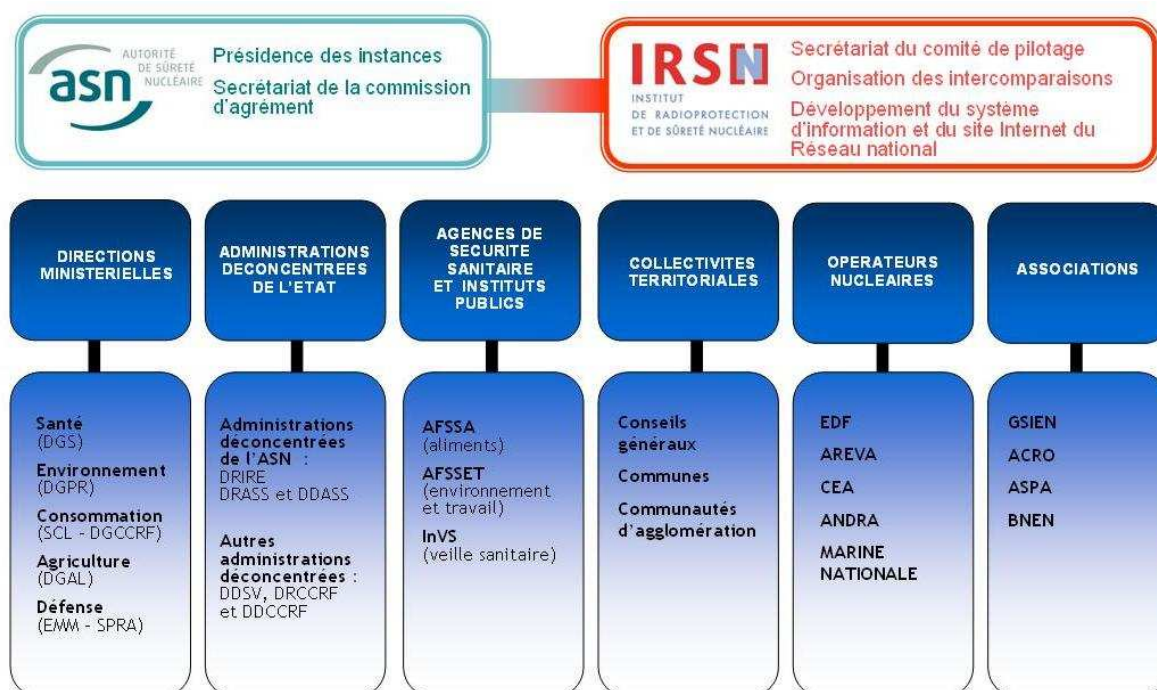 asn
AUTORITÉ
DE SÛRETÉ
NUCLÉAIRE
Présidence des instances
Secrétariat de la commission
d'agrément
IRSN
INSTITUT
DE RADIOPROTECTION
ET DE SÛRETÉ NUCLÉAIRE
Secrétariat du comité de pilotage
Organisation des intercomparaisons
Développement du système
d'information et du site Internet du
Réseau national
DIRECTIONS
MINISTERIELLES
Santé
(DGS)
Environnement
(DGPR)
Consommation
(SCL - DGCCRF)
Agriculture
(DGAL)
Défense
(EMM - SPRA)
ADMINISTRATIONS
DECONCENTREES
DE L'ETAT
Administrations
déconcentrées
de l'ASN :
DRIRE
DRASS et DDASS
Autres
administrations
déconcentrées :
DDSV, DRCCRF
et DDCCRF
AGENCES DE
SECURITE
SANITAIRE
ET INSTITUTS
PUBLICS
AFSSA
(aliments)
AFSSET
(environnement
et travail)
InVS
(veille sanitaire)
COLLECTIVITES
TERRITORIALES
Conseils
généraux
Communes
Communautés
d'agglomération
OPERATEURS
NUCLEAIRES
EDF
AREVA
CEA
ANDRA
MARINE
NATIONALE
ASSOCIATIONS
GSIEN
ACRO
ASPA
BNEN